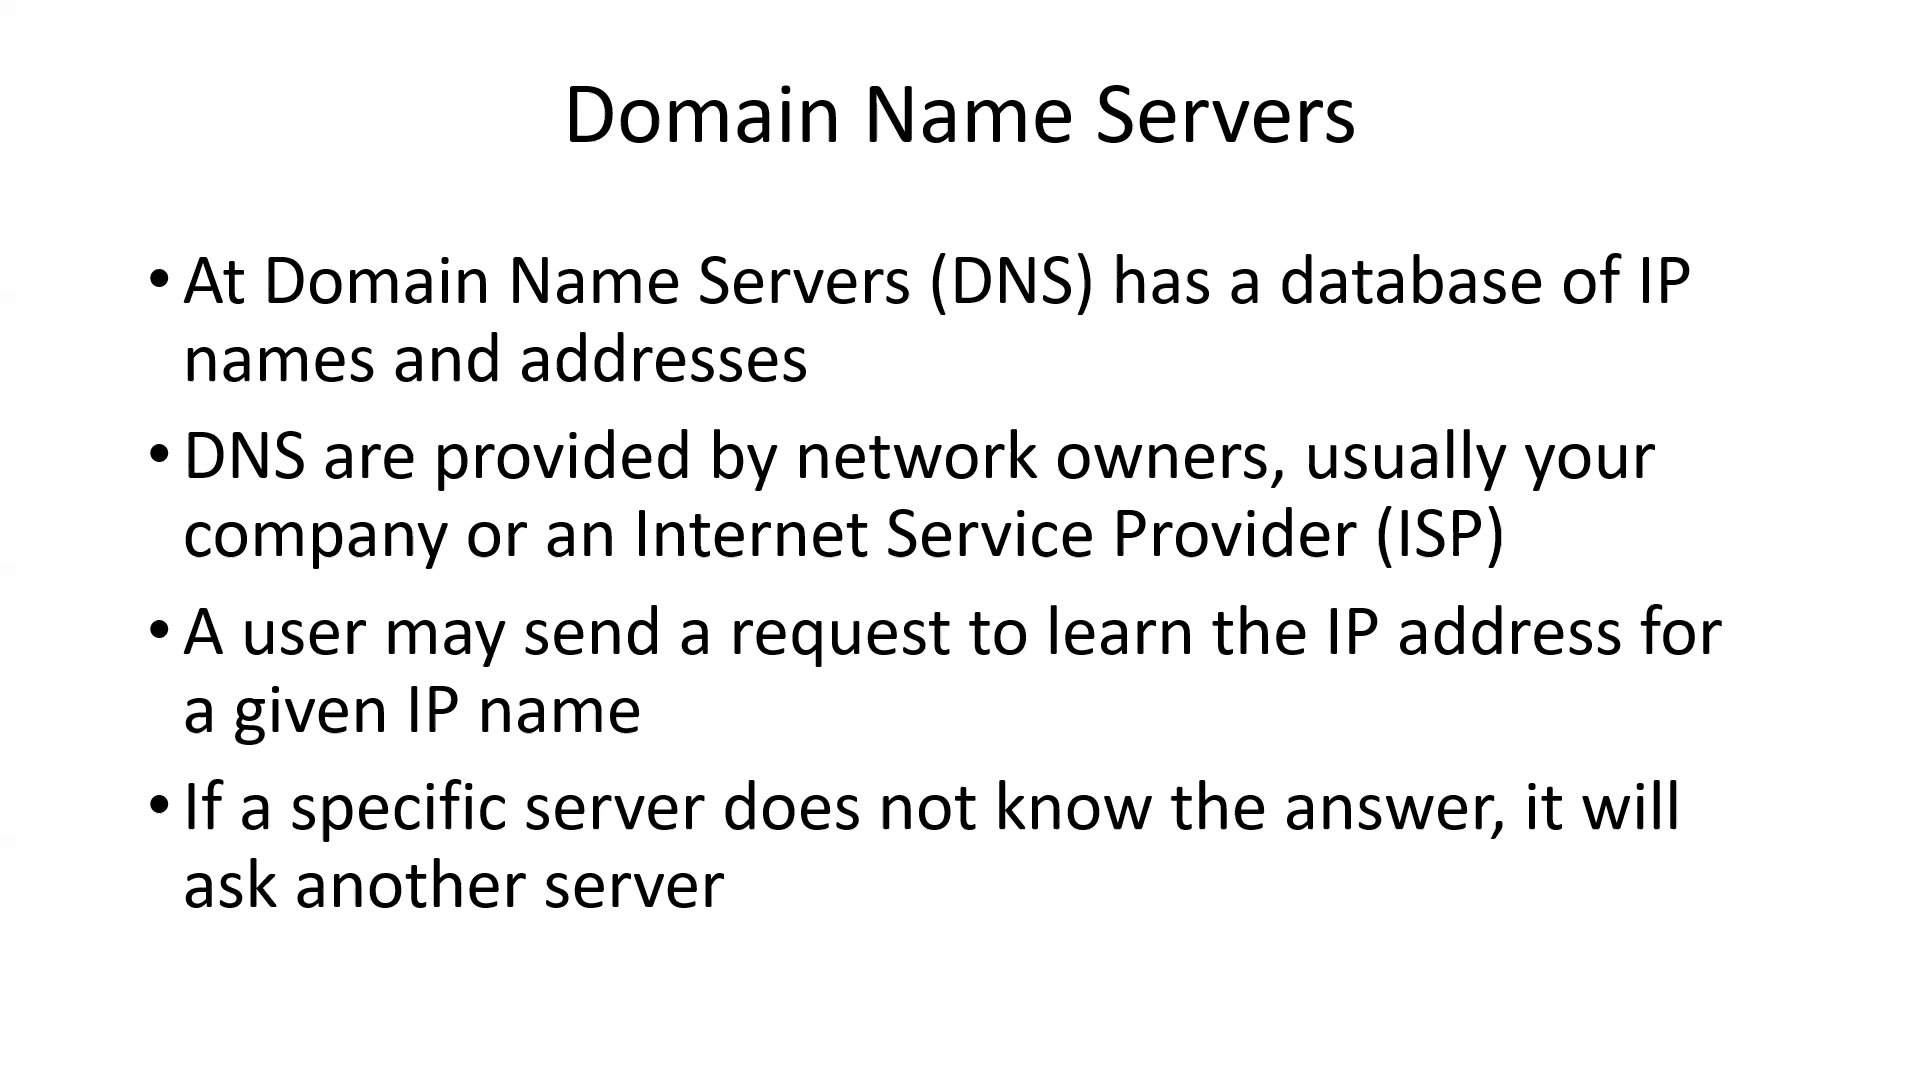 Domain Name Servers
• At Domain Name Servers (DNS) has a database of IP
names and addresses
• DNS are provided by network owners, usually your
company or an Internet Service Provider (ISP)
• A user may send a request to learn the IP address for
a given IP name
• If a specific server does not know the answer, it will
ask another server